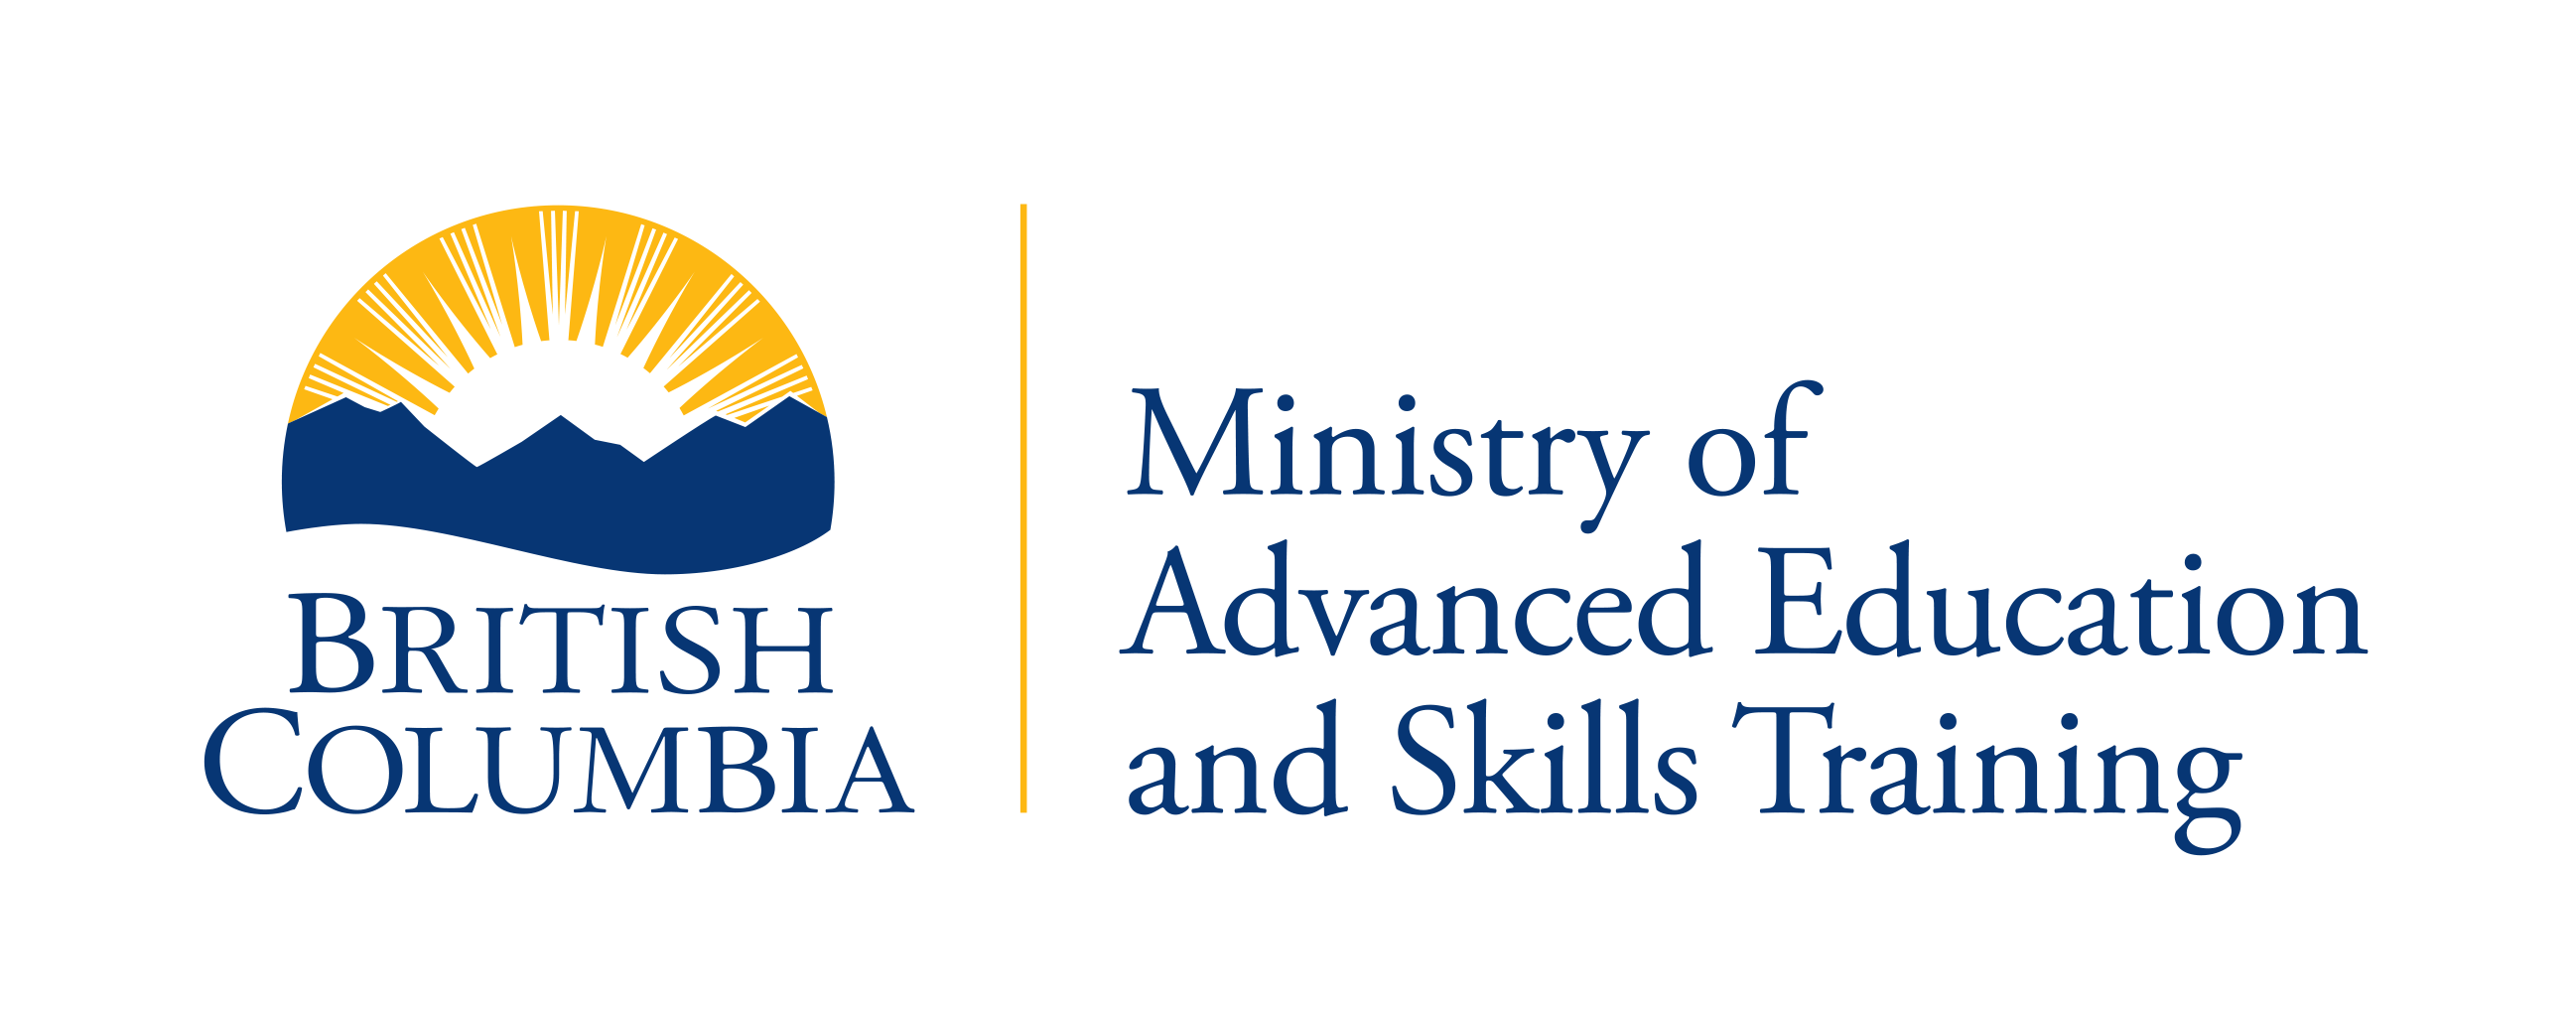 BRITISH
COLUMBIA
Ministry of
Advanced Education
and Skills Training